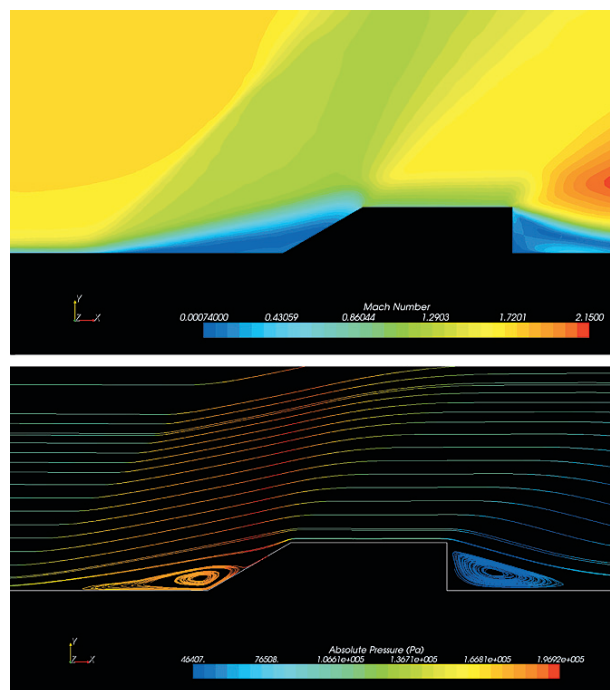 Y
Z X
Mach Number
0.00074000 0.43059 0.86044 1.2903 1.7201 2.1500
Y
Z X
Absolute Pressure (Pa)
46407. 76508. 1.0661e+005 1.3671e+005 1.6681e+005 1.9692e+005